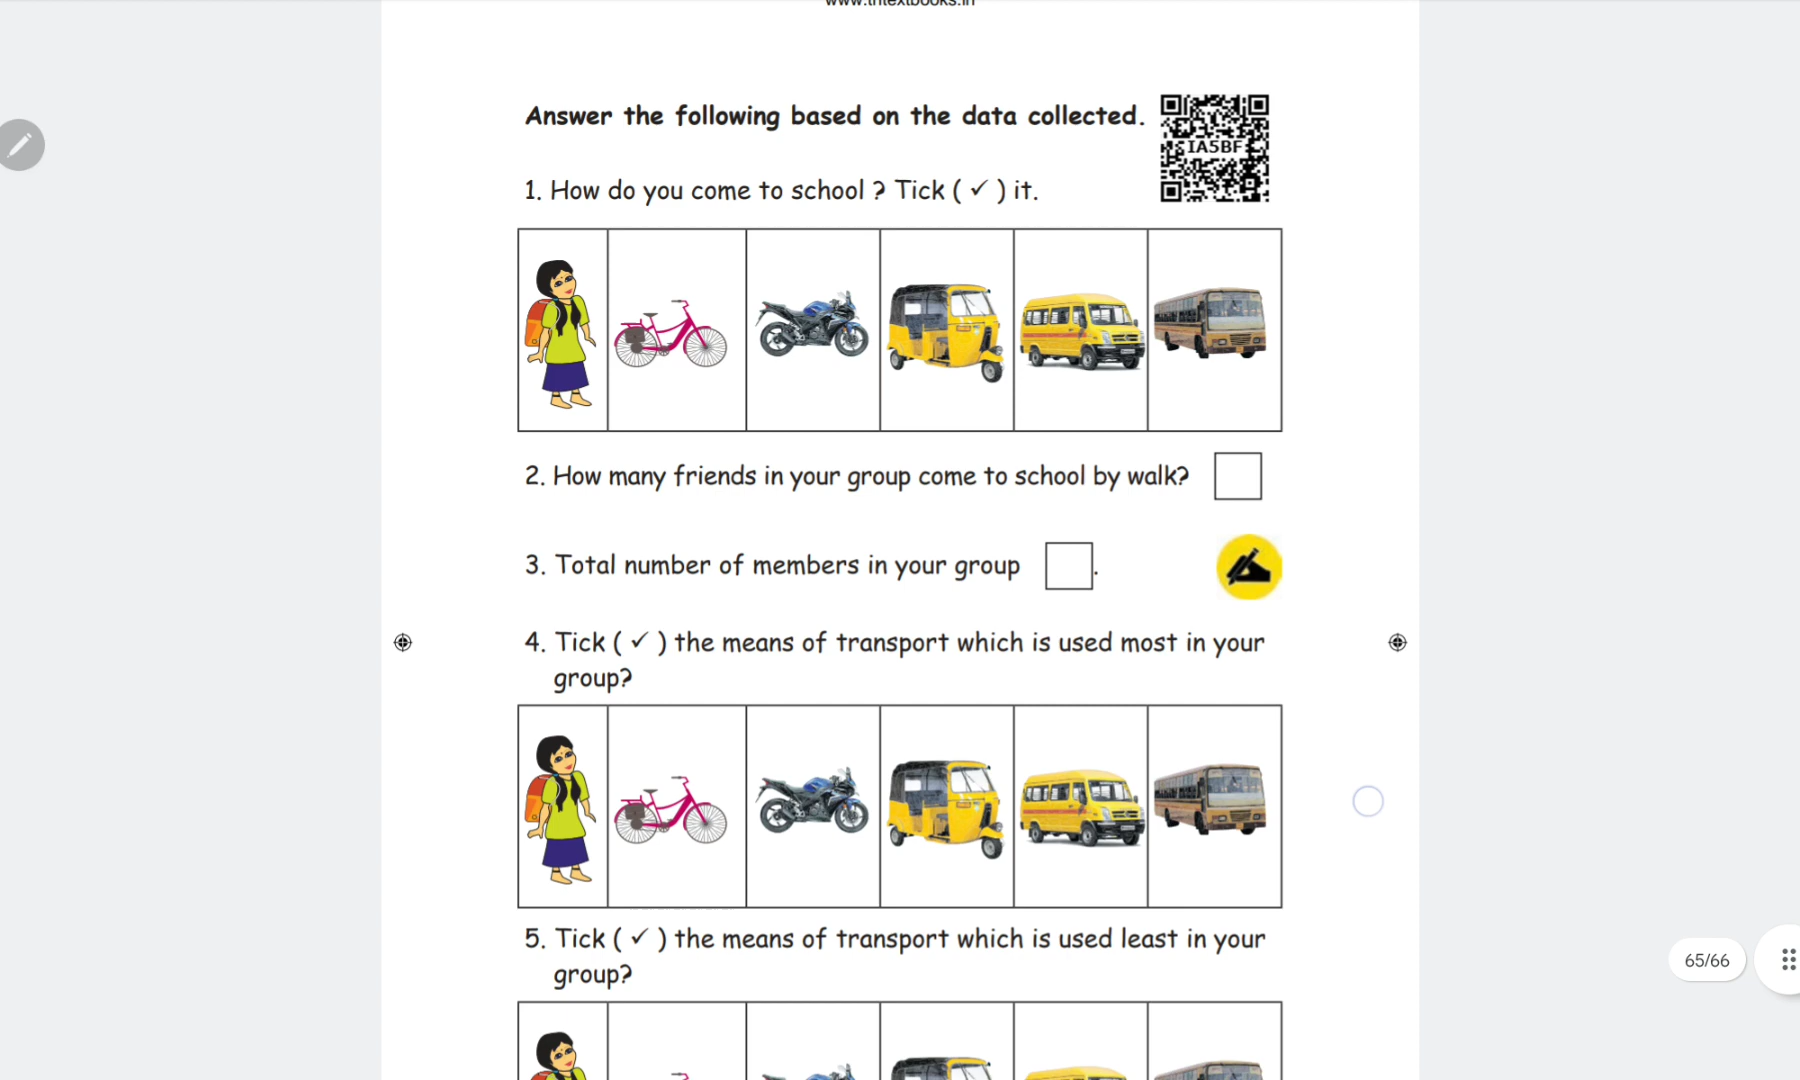 www.tntextbooks.in
Answer the following based on the data collected.
IA5BF
1. How do you come to school ? Tick ( ✓ ) it.
2. How many friends in your group come to school by walk?
3. Total number of members in your group .
4. Tick ( ✓ ) the means of transport which is used most in your
group?
5. Tick ( ✓ ) the means of transport which is used least in your
group?
65/66